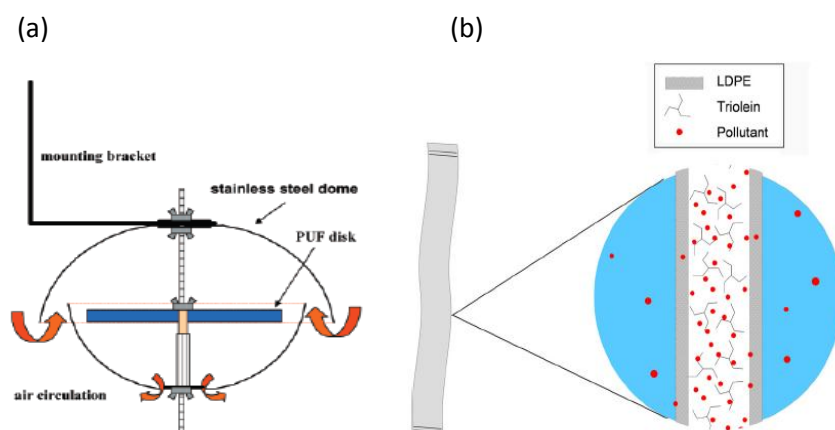 (a)
(b)
mounting bracket
stainless steel dome
PUF disk
air circulation
LDPE
Triolein
Pollutant